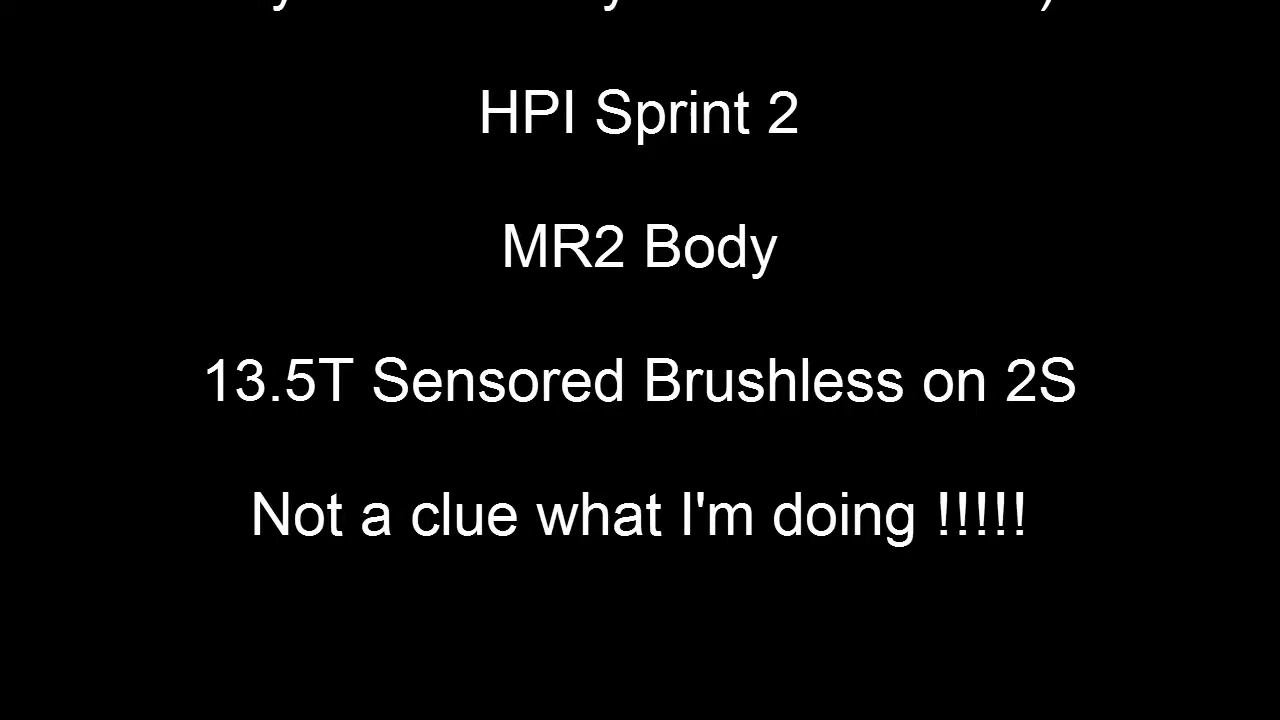 HPI Sprint 2
MR2 Body
13.5T Sensored Brushless on 2S
Not a clue what I'm doing !!!!!